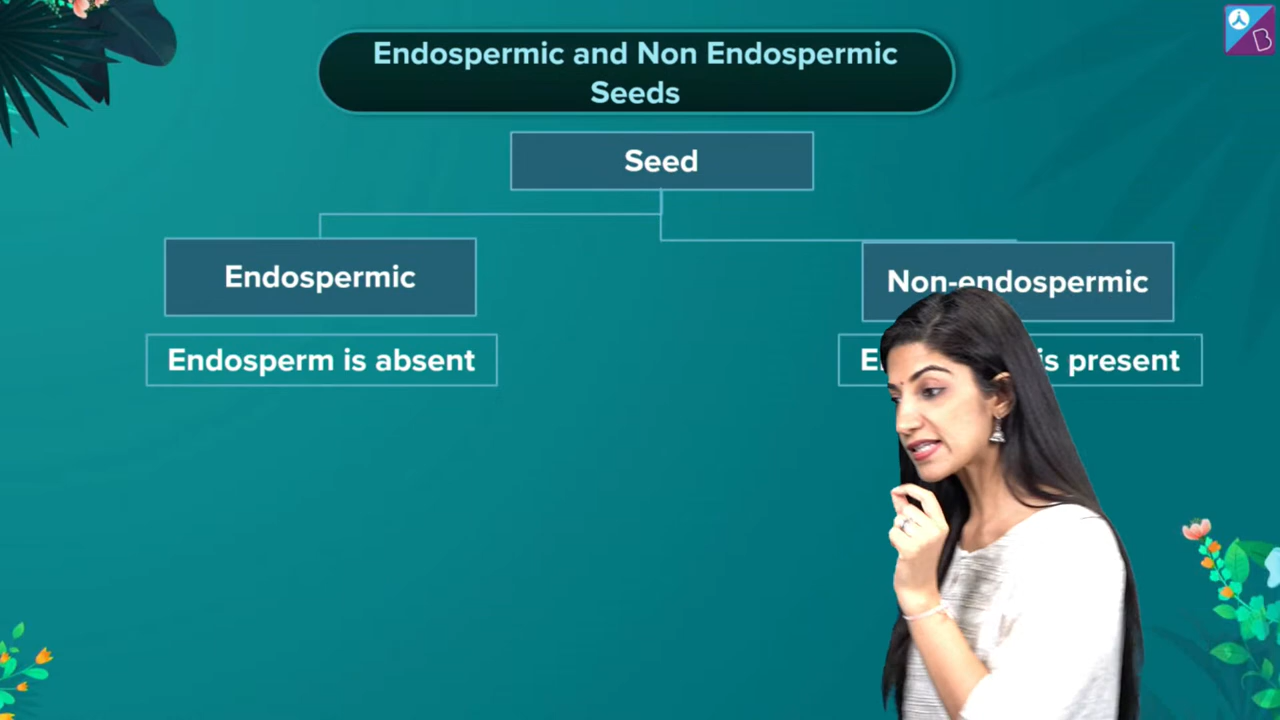 Endospermic and Non Endospermic
Seeds
Seed
Endospermic
Non-endospermic
Endosperm is absent
is present